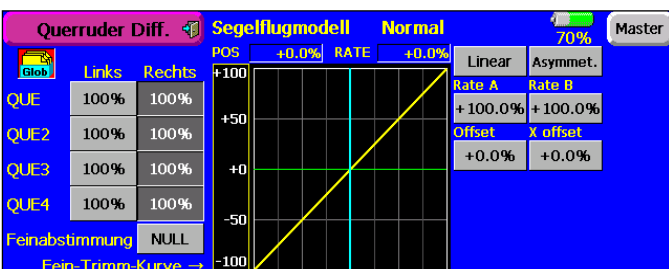 Querruder Diff. Segelflugmodell Normal 70% Master
Glob Links Rechts
QUE 100% 100%
QUE2 100% 100%
QUE3 100% 100%
QUE4 100% 100%
Feinabstimmung NULL
Fein-Trimm-Kurve →
POS +0.0% RATE +0.0%
+100
+50
+0
-50
-100
Linear Asymmet.
Rate A Rate B
+100.0% +100.0%
Offset X offset
+0.0% +0.0%